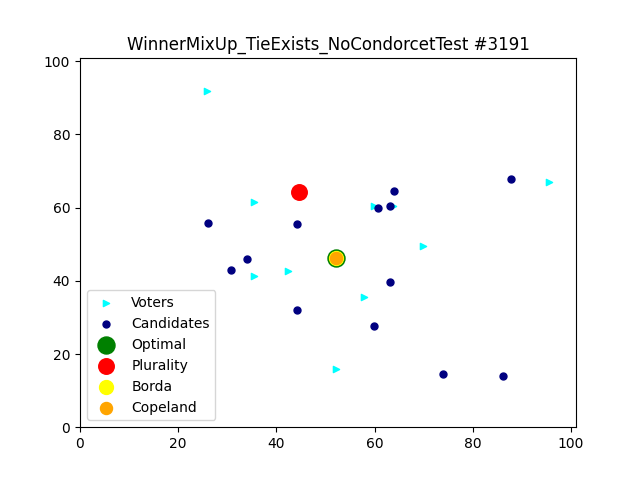 WinnerMixUp_TieExists_NoCondorcetTest #3191
100
80
60
40
20
0
Voters
Candidates
Optimal
Plurality
Borda
Copeland
0 20 40 60 80 100